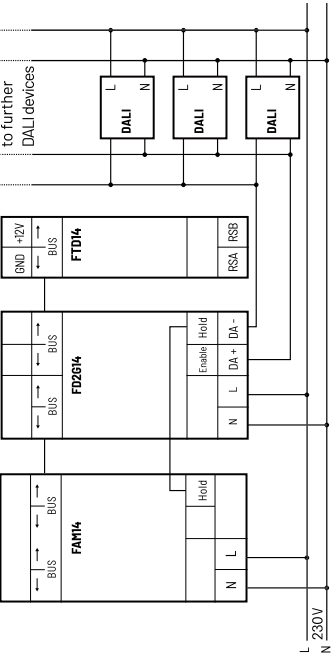 FAM14
BUS
BUS
Hold
N
L
FD2G14
BUS
BUS
Enable
Hold
N
L
DA +
DA -
FTD14
GND
+12V
BUS
RSA
RSB
to further
DALI devices
DALI
L
N
DALI
L
N
DALI
L
N
L
230V
N